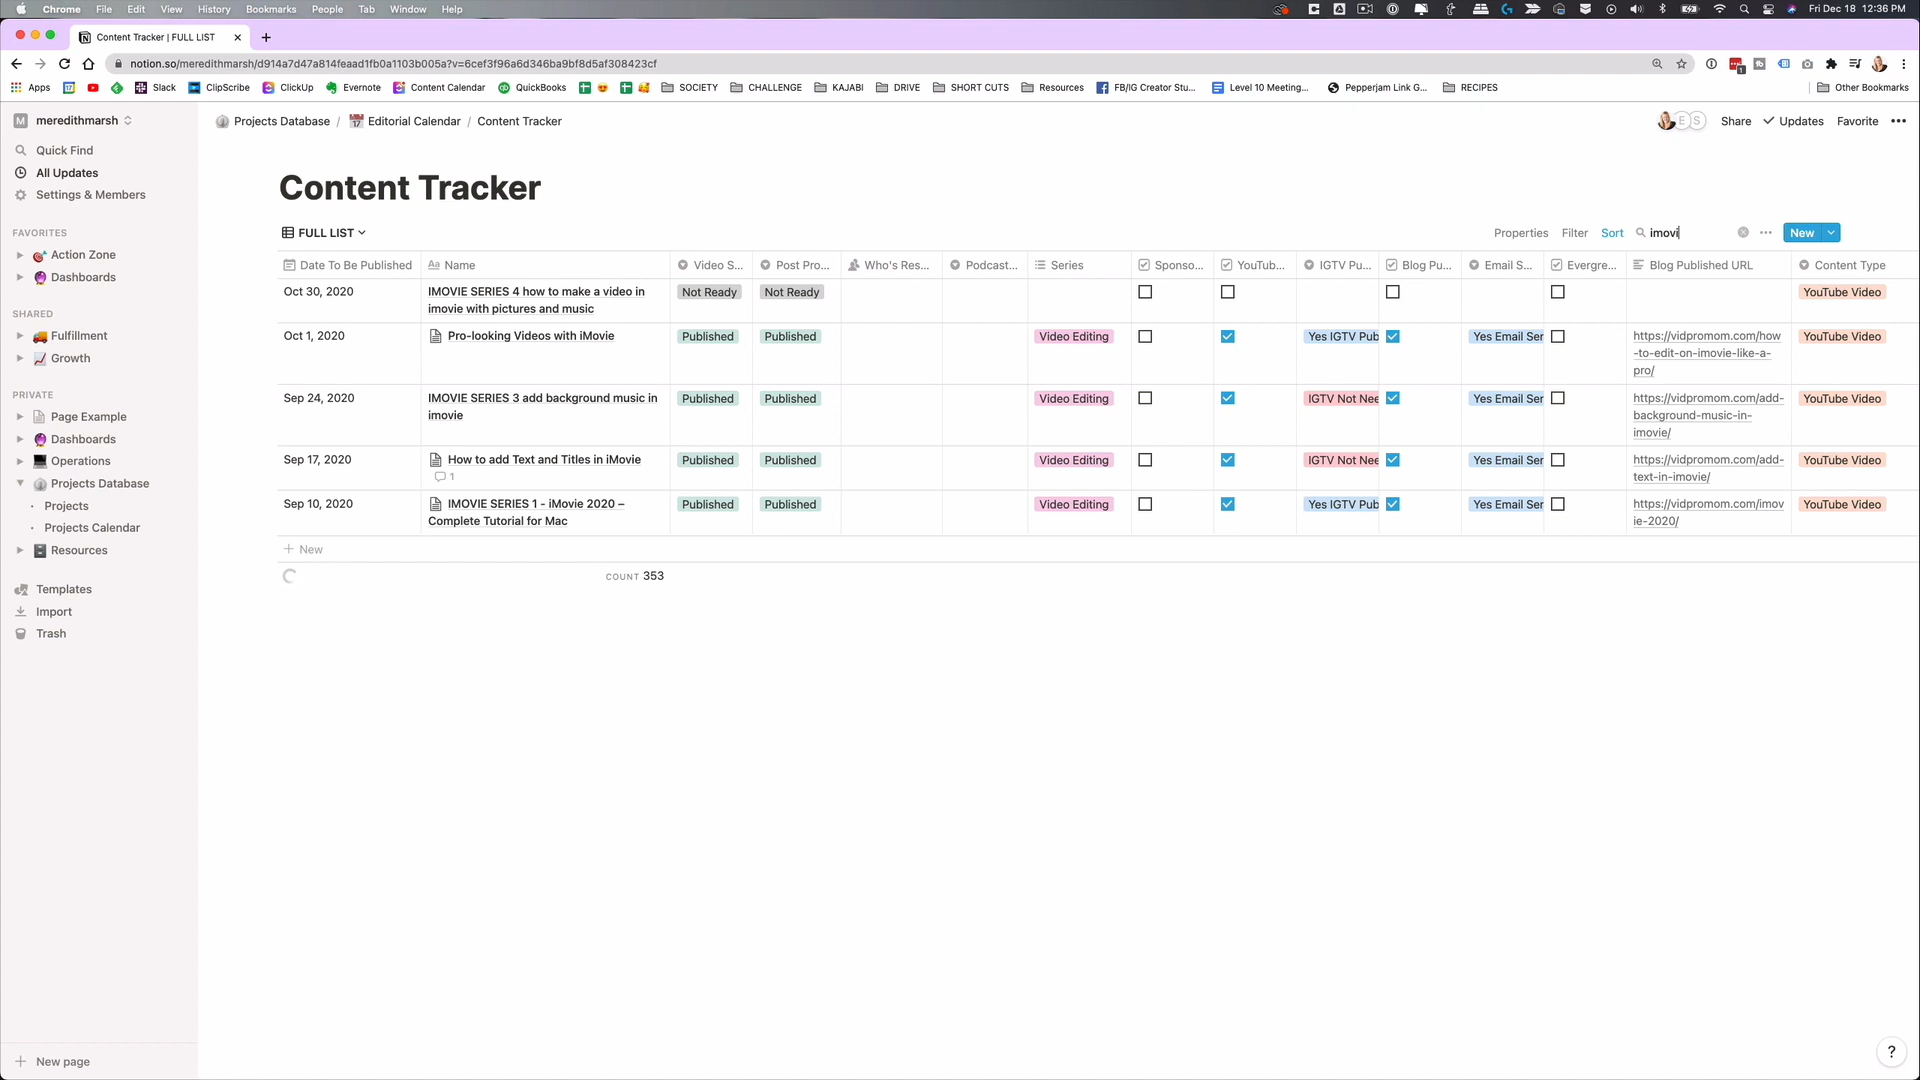 Chrome File Edit View History Bookmarks People Tab Window Help
Fri Dec 18 12:36 PM
Content Tracker | FULL LIST
notion.so/meredithmarsh/d914a7d47a814feaad1fb0a1103b005a?v=6cef3f96a6d346ba9bf8d5af308423cf
Apps Slack ClipScribe ClickUp Evernote Content Calendar QuickBooks SOCIETY CHALLENGE KAJABI DRIVE SHORT CUTS Resources FB/IG Creator Stu... Level 10 Meeting... Pepperjam Link G... RECIPES Other Bookmarks
M meredithmarsh
Quick Find
All Updates
Settings & Members
FAVORITES
Action Zone
Dashboards
SHARED
Fulfillment
Growth
PRIVATE
Page Example
Dashboards
Operations
Projects Database
Projects
Projects Calendar
Resources
Templates
Import
Trash
New page
Projects Database / Editorial Calendar / Content Tracker
E S Share Updates Favorite
Content Tracker
FULL LIST
Properties Filter Sort imovi New
Date To Be Published Aa Name Video S... Post Pro... Who's Res... Podcast... Series Sponso... YouTub... IGTV Pu... Blog Pu... Email S... Evergre... Blog Published URL Content Type
Oct 30, 2020 IMOVIE SERIES 4 how to make a video in Not Ready Not Ready YouTube Video
imovie with pictures and music
Oct 1, 2020 Pro-looking Videos with iMovie Published Published Video Editing Yes IGTV Pub Yes Email Ser https://vidpromom.com/how YouTube Video
-to-edit-on-imovie-like-a-
pro/
Sep 24, 2020 IMOVIE SERIES 3 add background music in Published Published Video Editing IGTV Not Nee Yes Email Ser https://vidpromom.com/add- YouTube Video
imovie background-music-in-
imovie/
Sep 17, 2020 How to add Text and Titles in iMovie Published Published Video Editing IGTV Not Nee Yes Email Ser https://vidpromom.com/add- YouTube Video
1 text-in-imovie/
Sep 10, 2020 IMOVIE SERIES 1 - iMovie 2020 – Published Published Video Editing Yes IGTV Pub Yes Email Ser https://vidpromom.com/imov YouTube Video
Complete Tutorial for Mac ie-2020/
New
COUNT 353
?